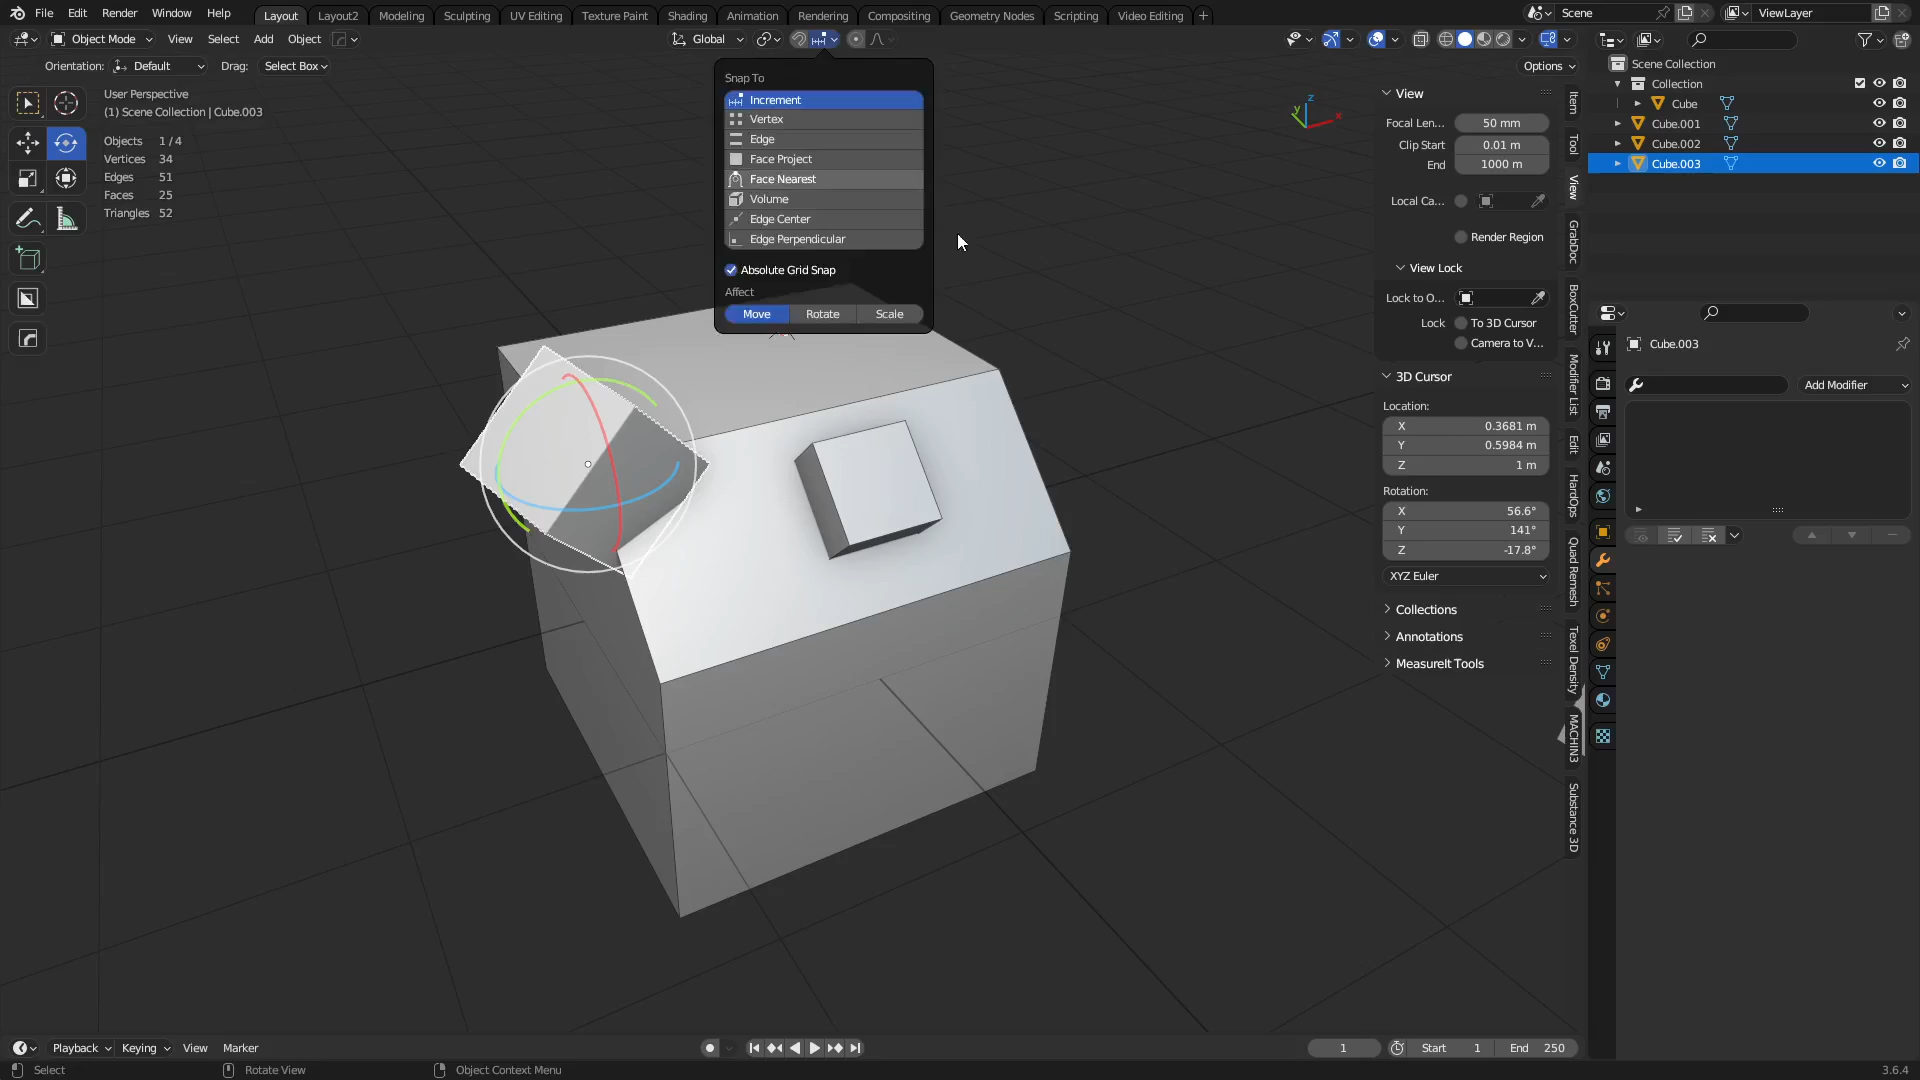 File Edit Render Window Help Layout Layout2 Modeling Sculpting UV Editing Texture Paint Shading Animation Rendering Compositing Geometry Nodes Scripting Video Editing + Scene ViewLayer
Object Mode View Select Add Object Global
Orientation: Default Drag: Select Box Options
User Perspective
(1) Scene Collection | Cube.003
Objects 1/4
Vertices 34
Edges 51
Faces 25
Triangles 52
Snap To
Increment
Vertex
Edge
Face Project
Face Nearest
Volume
Edge Center
Edge Perpendicular
Absolute Grid Snap
Affect
Move Rotate Scale
z
y
x
View
Focal Len... 50 mm
Clip Start 0.01 m
End 1000 m
Local Ca...
Render Region
View Lock
Lock to O...
Lock To 3D Cursor
Camera to V...
3D Cursor
Location:
X 0.3681 m
Y 0.5984 m
Z 1 m
Rotation:
X 56.6°
Y 141°
Z -17.8°
XYZ Euler
Collections
Annotations
MeasureIt Tools
Item
Tool
View
GrabDoc
BoxCutter
Modifier List
Edit
HardOps
Quad Remesh
Texel Density
MACHIN3
Substance 3D
Scene Collection
Collection
Cube
Cube.001
Cube.002
Cube.003
Cube.003
Add Modifier
Playback Keying View Marker 1 Start 1 End 250
Select Rotate View Object Context Menu 3.6.4